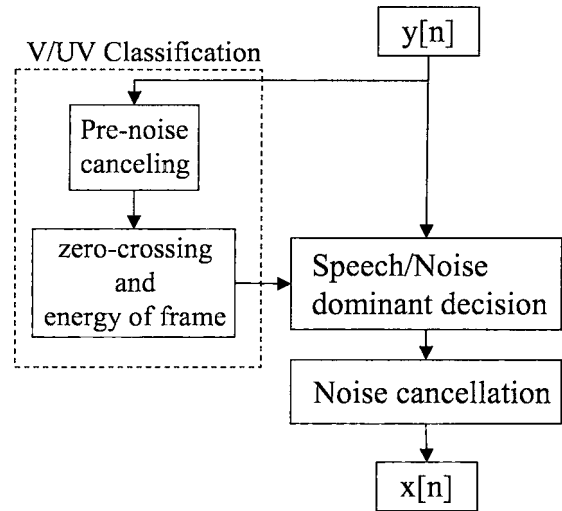 y[n]
V/UV Classification
Pre-noise
canceling
zero-crossing
and
energy of frame
Speech/Noise
dominant decision
Noise cancellation
x[n]